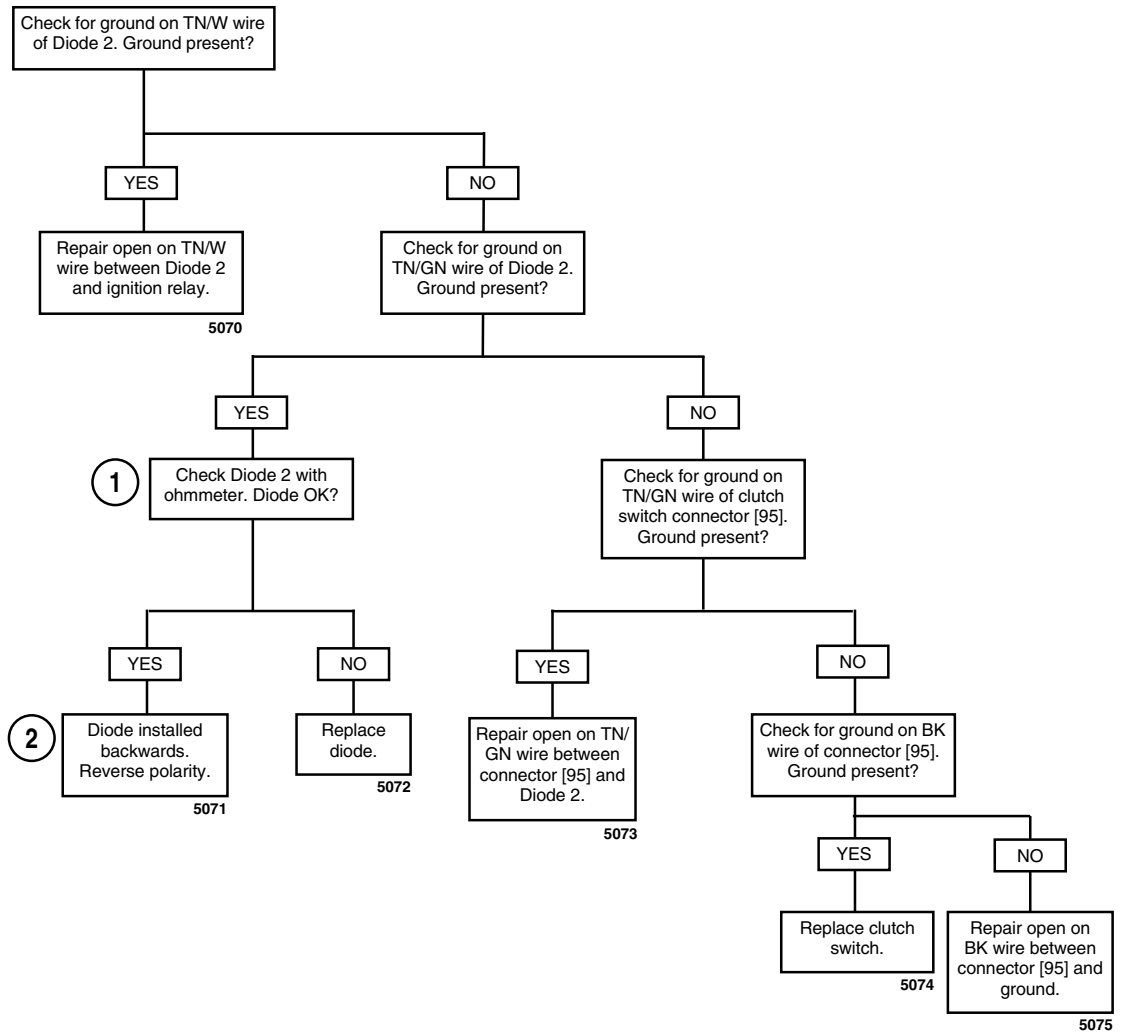 Check for ground on TN/W wire
of Diode 2. Ground present?
YES
NO
Repair open on TN/W
wire between Diode 2
and ignition relay.
5070
Check for ground on
TN/GN wire of Diode 2.
Ground present?
YES
NO
1
Check Diode 2 with
ohmmeter. Diode OK?
Check for ground on
TN/GN wire of clutch
switch connector [95].
Ground present?
YES
NO
YES
NO
2
Diode installed
backwards.
Reverse polarity.
5071
Replace
diode.
5072
Repair open on TN/
GN wire between
connector [95] and
Diode 2.
5073
Check for ground on BK
wire of connector [95].
Ground present?
YES
NO
Replace clutch
switch.
5074
Repair open on
BK wire between
connector [95] and
ground.
5075